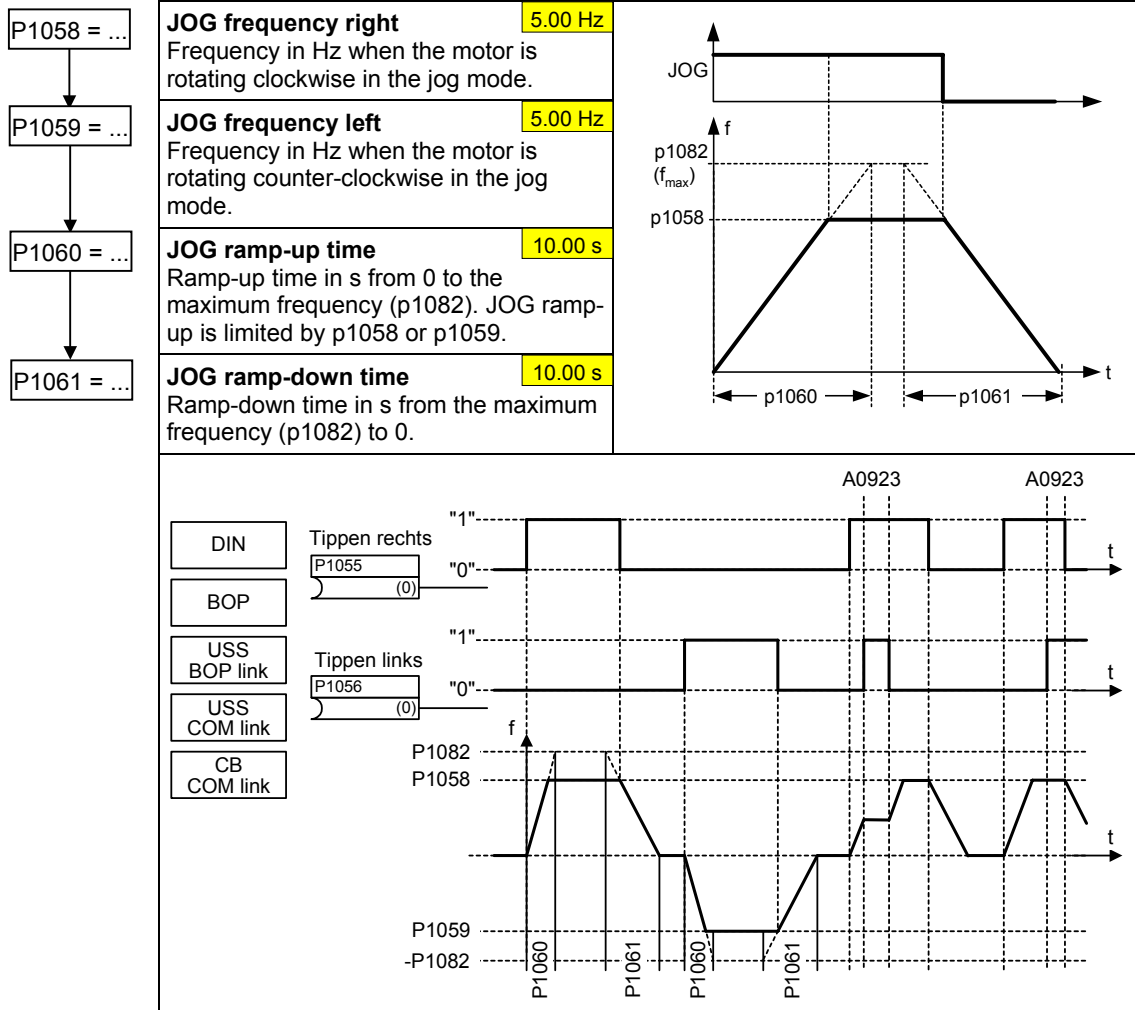 P1058 = ...
JOG frequency right
5.00 Hz
Frequency in Hz when the motor is
rotating clockwise in the jog mode.
P1059 = ...
JOG frequency left
5.00 Hz
Frequency in Hz when the motor is
rotating counter-clockwise in the jog
mode.
P1060 = ...
JOG ramp-up time
10.00 s
Ramp-up time in s from 0 to the
maximum frequency (p1082). JOG ramp-
up is limited by p1058 or p1059.
P1061 = ...
JOG ramp-down time
10.00 s
Ramp-down time in s from the maximum
frequency (p1082) to 0.
JOG
f
p1082
(fmax)
p1058
t
p1060
p1061
A0923
A0923
DIN
BOP
USS
BOP link
USS
COM link
CB
COM link
Tippen rechts
P1055
(0)
"1"
"0"
t
Tippen links
P1056
(0)
"1"
"0"
t
f
P1082
P1058
t
P1059
-P1082
P1060
P1061
P1060
P1061